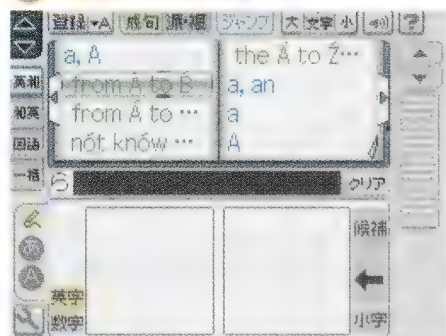 登録 A 成句 派・複 ジャンプ 大 文字 小 ?
英和 a, A the Á to Ź…
from Á to B́ a, an
和英 from Á to … a
国語 nót knów … A
一括
クリア
候補
英字
数字 小字